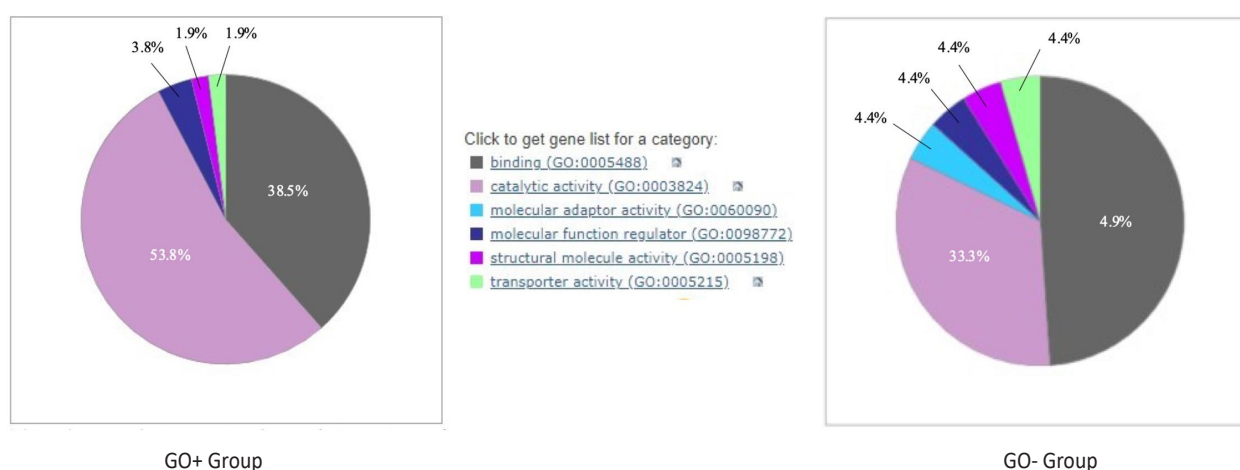 3.8%
1.9%
1.9%
38.5%
53.8%
Click to get gene list for a category:
binding (GO:0005488)
catalytic activity (GO:0003824)
molecular adaptor activity (GO:0060090)
molecular function regulator (GO:0098772)
structural molecule activity (GO:0005198)
transporter activity (GO:0005215)
4.4%
4.4%
4.4%
4.4%
4.9%
33.3%
GO+ Group
GO- Group